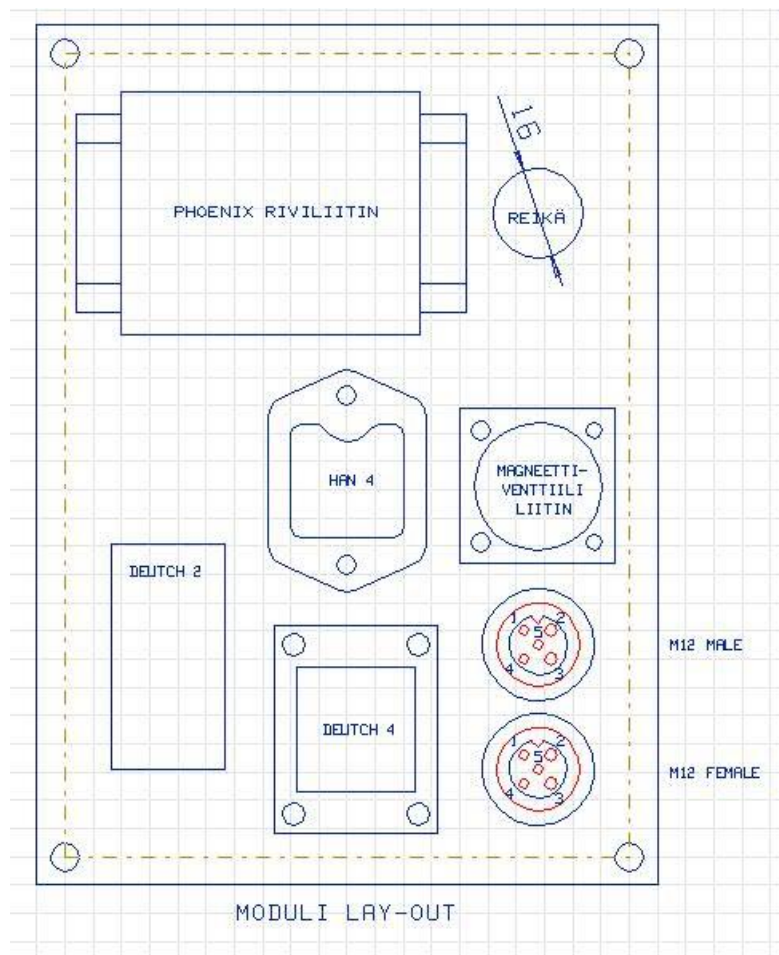 16
PHOENIX RIVILIITIN
REIKÄ
HAN 4
MAGNEETTI-
VENTTIILI
LIITIN
DEUTCH 2
1 2
5
4 3
M12 MALE
DEUTCH 4
1 2
5
4 3
M12 FEMALE
MODULI LAY-OUT